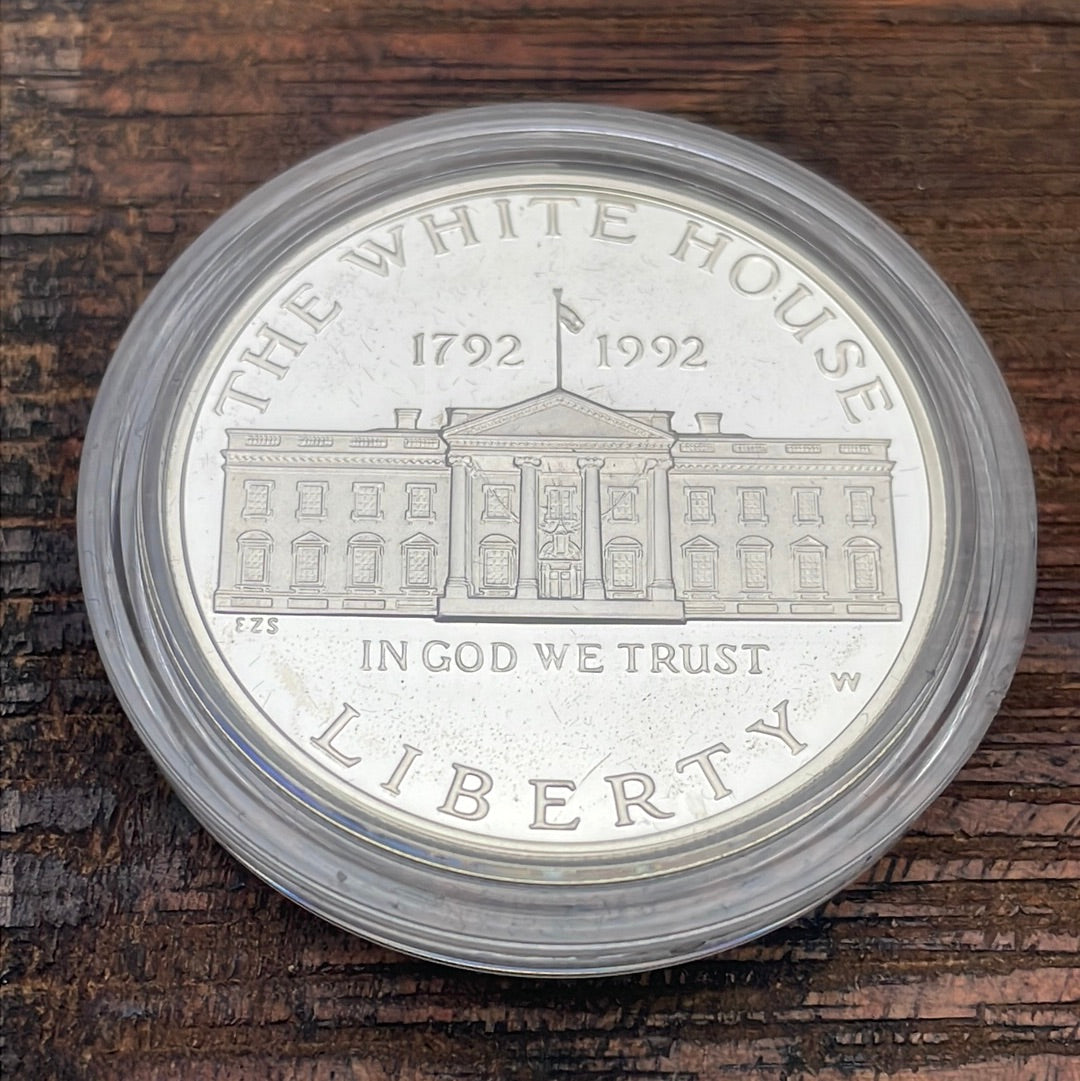 THE WHITE HOUSE
1792 1992
EZS
IN GOD WE TRUST
W
LIBERTY